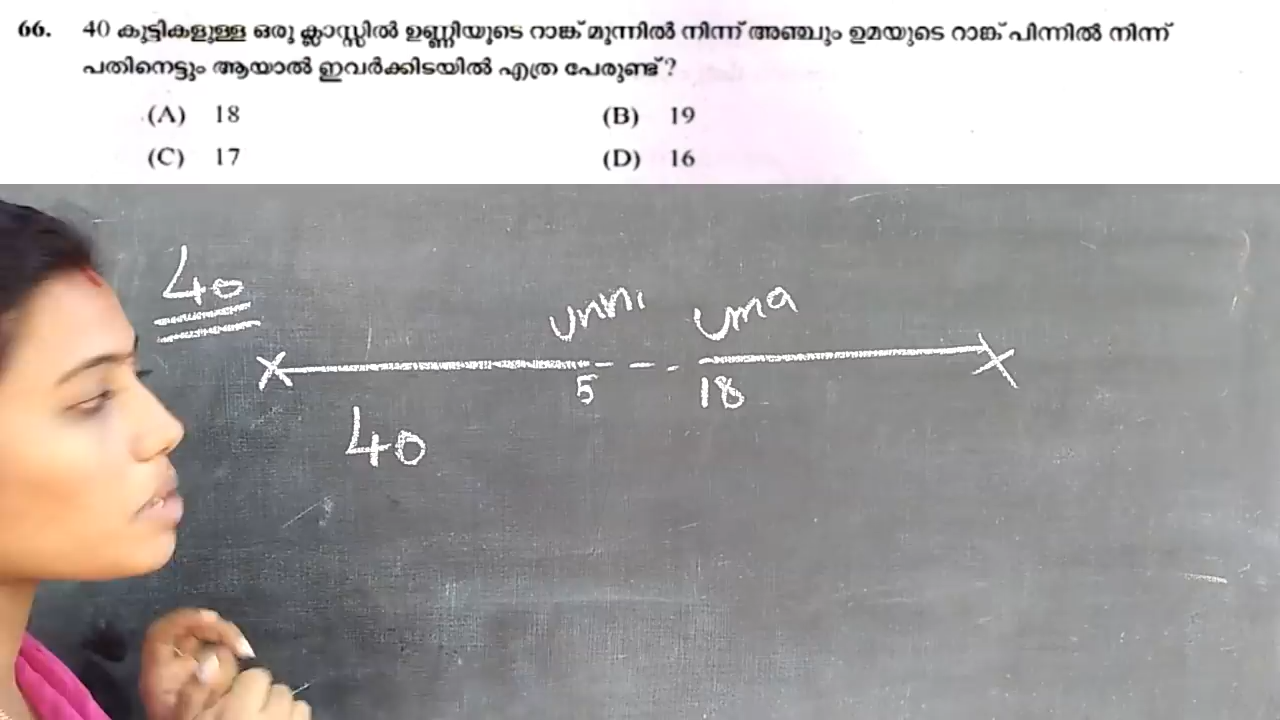 66. 40 കുട്ടികളുള്ള ഒരു ക്ലാസ്സിൽ ഉണ്ണിയുടെ റാങ്ക് മുന്നിൽ നിന്ന് അഞ്ചും ഉമയുടെ റാങ്ക് പിന്നിൽ നിന്ന്
പതിനെട്ടും ആയാൽ ഇവർക്കിടയിൽ എത്ര പേരുണ്ട് ?
(A) 18 (B) 19
(C) 17 (D) 16
40
unni uma
5 18
40